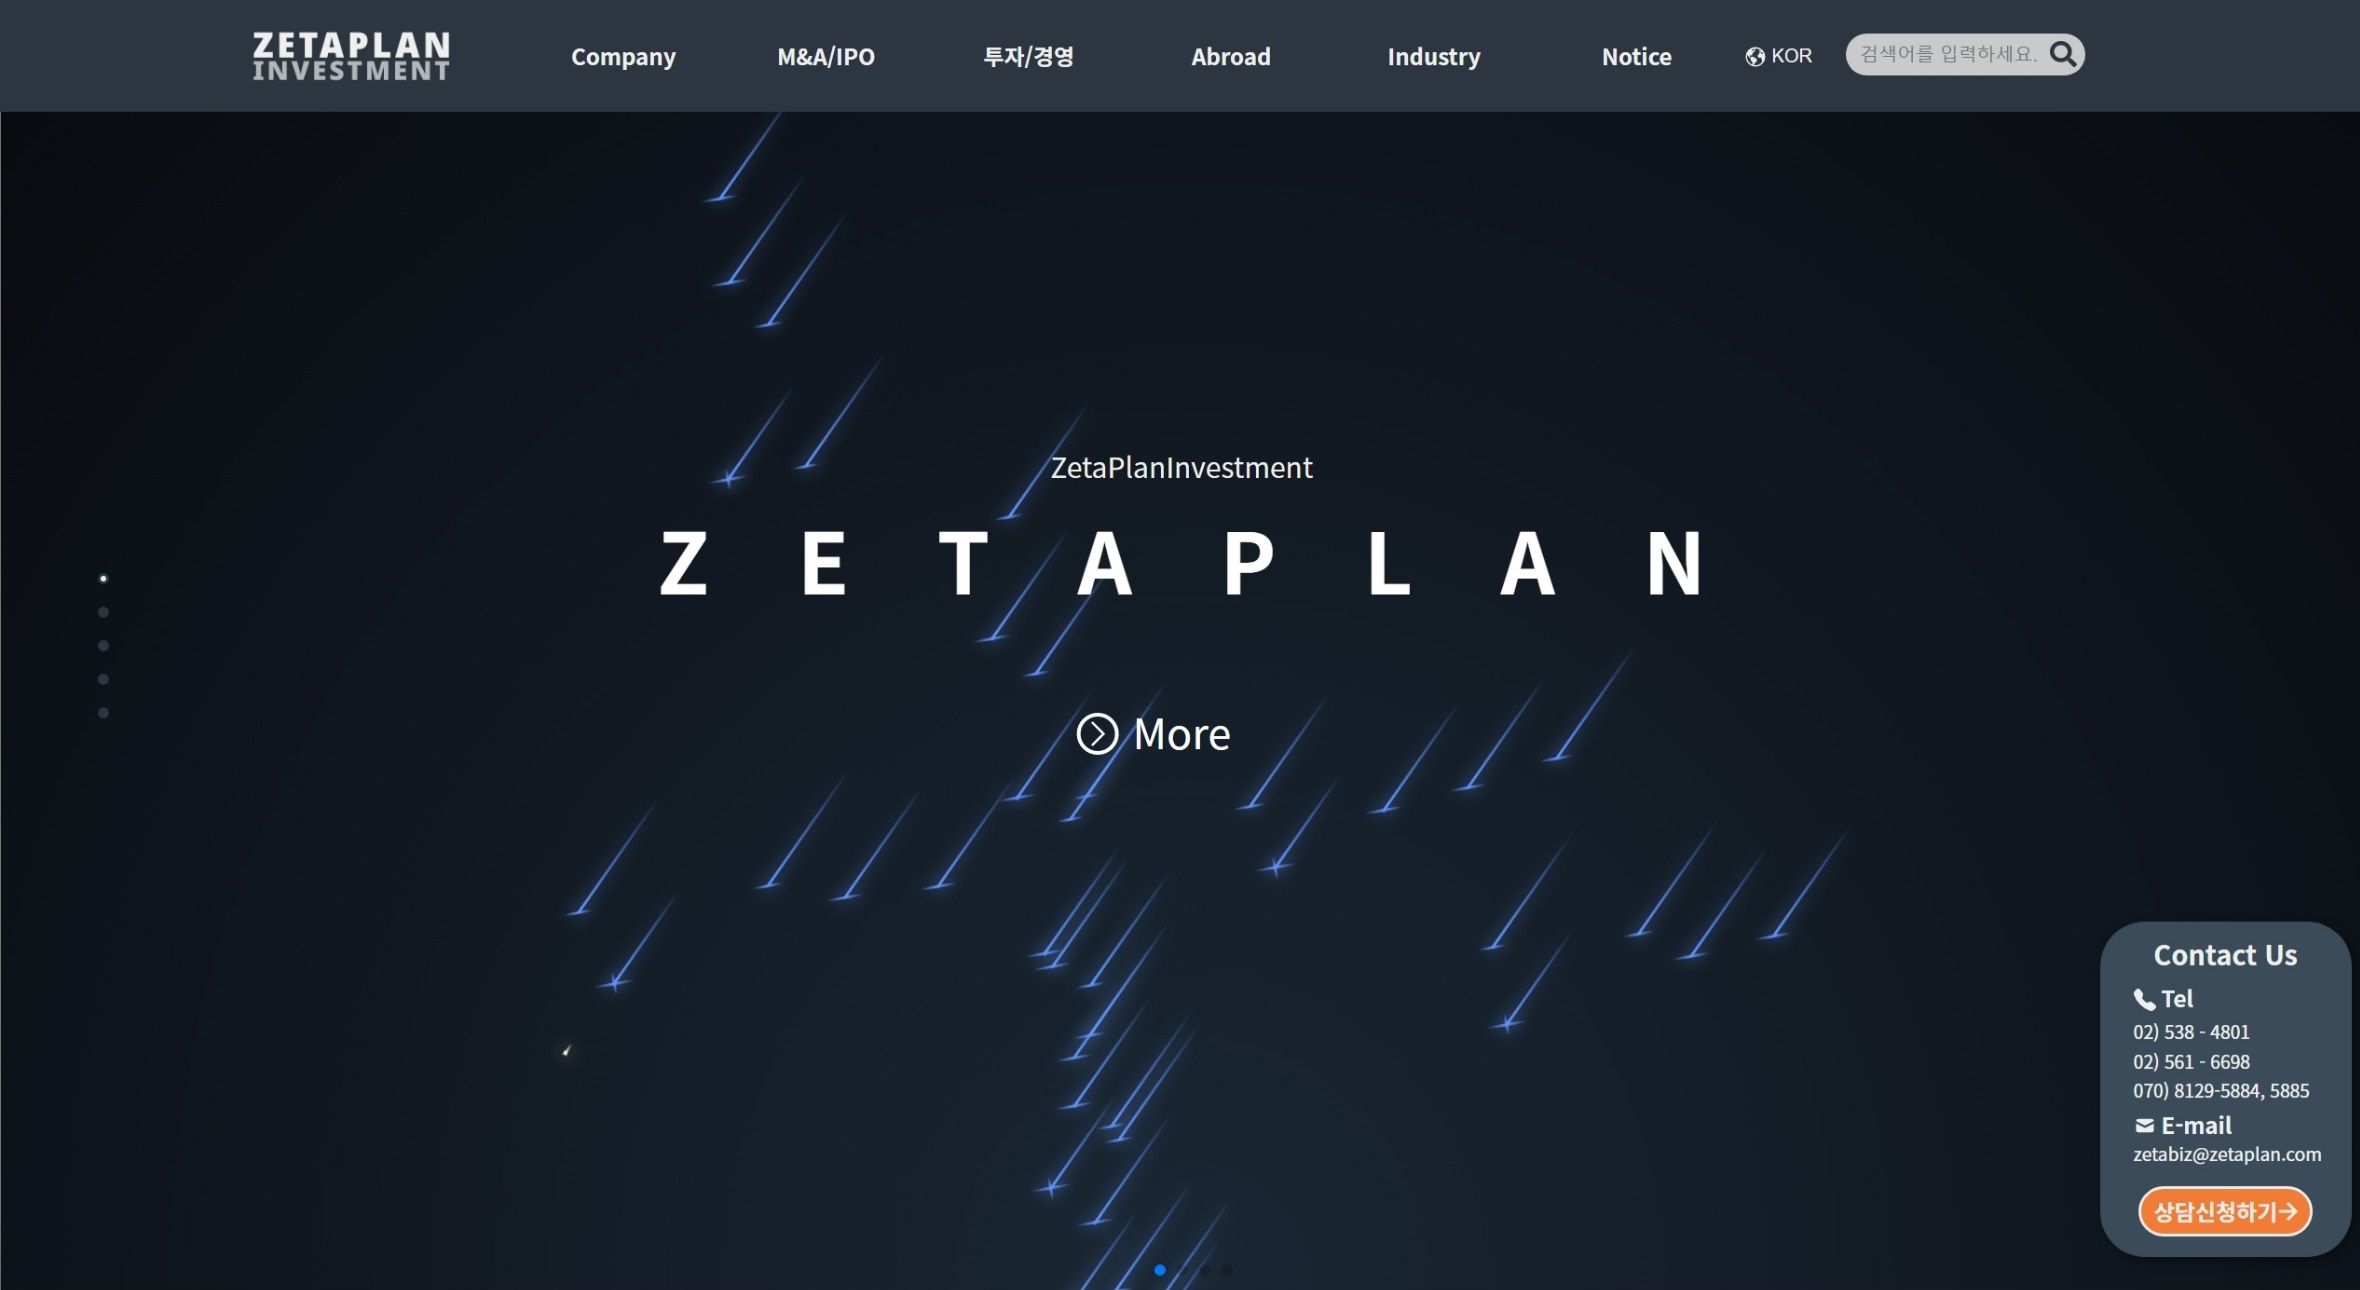 ZETAPLAN
INVESTMENT
Company
M&A/IPO
투자/경영
Abroad
Industry
Notice
KOR
검색어를 입력하세요.
ZetaPlanInvestment
Z E T A P L A N
More
Contact Us
Tel
02) 538 - 4801
02) 561 - 6698
070) 8129-5884, 5885
E-mail
zetabiz@zetaplan.com
상담신청하기→